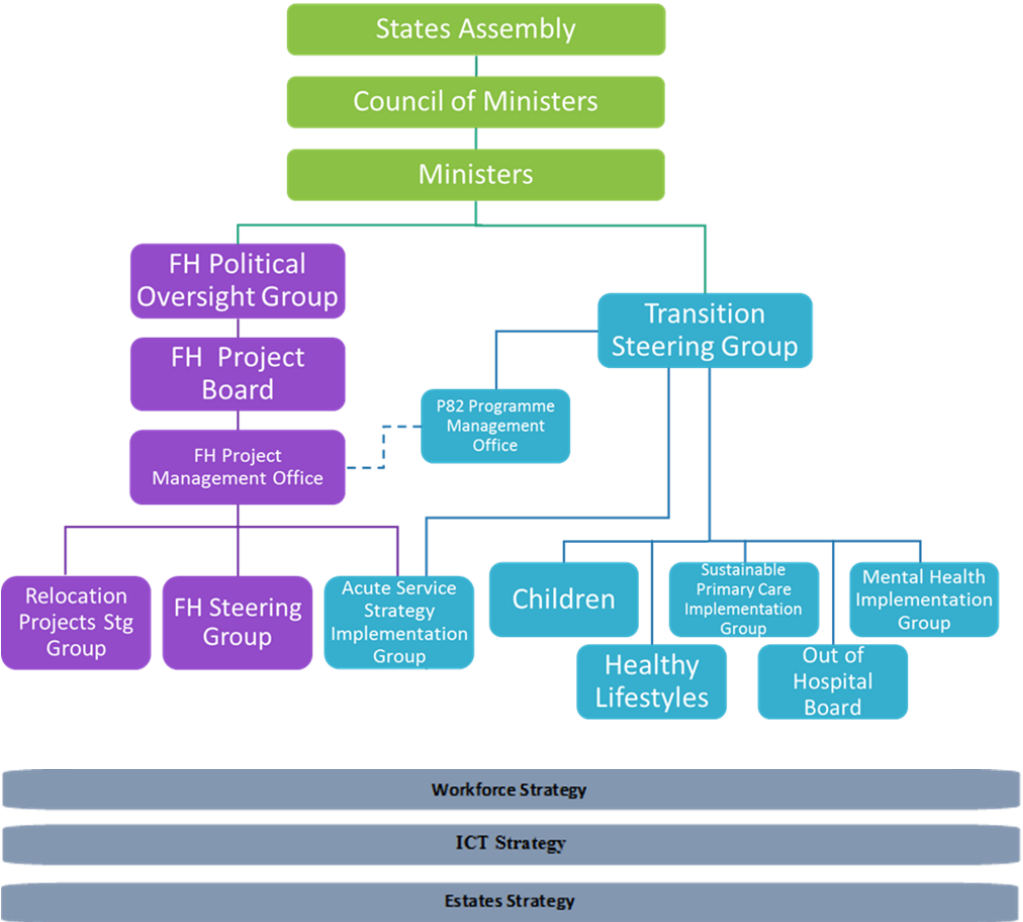 States Assembly
Council of Ministers
Ministers
FH Political
Oversight Group
Transition
Steering Group
FH Project
Board
P82 Programme
Management
Office
FH Project
Management Office
Relocation
Projects Stg
Group
FH Steering
Group
Acute Service
Strategy
Implementation
Group
Children
Sustainable
Primary Care
Implementation
Group
Mental Health
Implementation
Group
Healthy
Lifestyles
Out of
Hospital
Board
Workforce Strategy
ICT Strategy
Estates Strategy